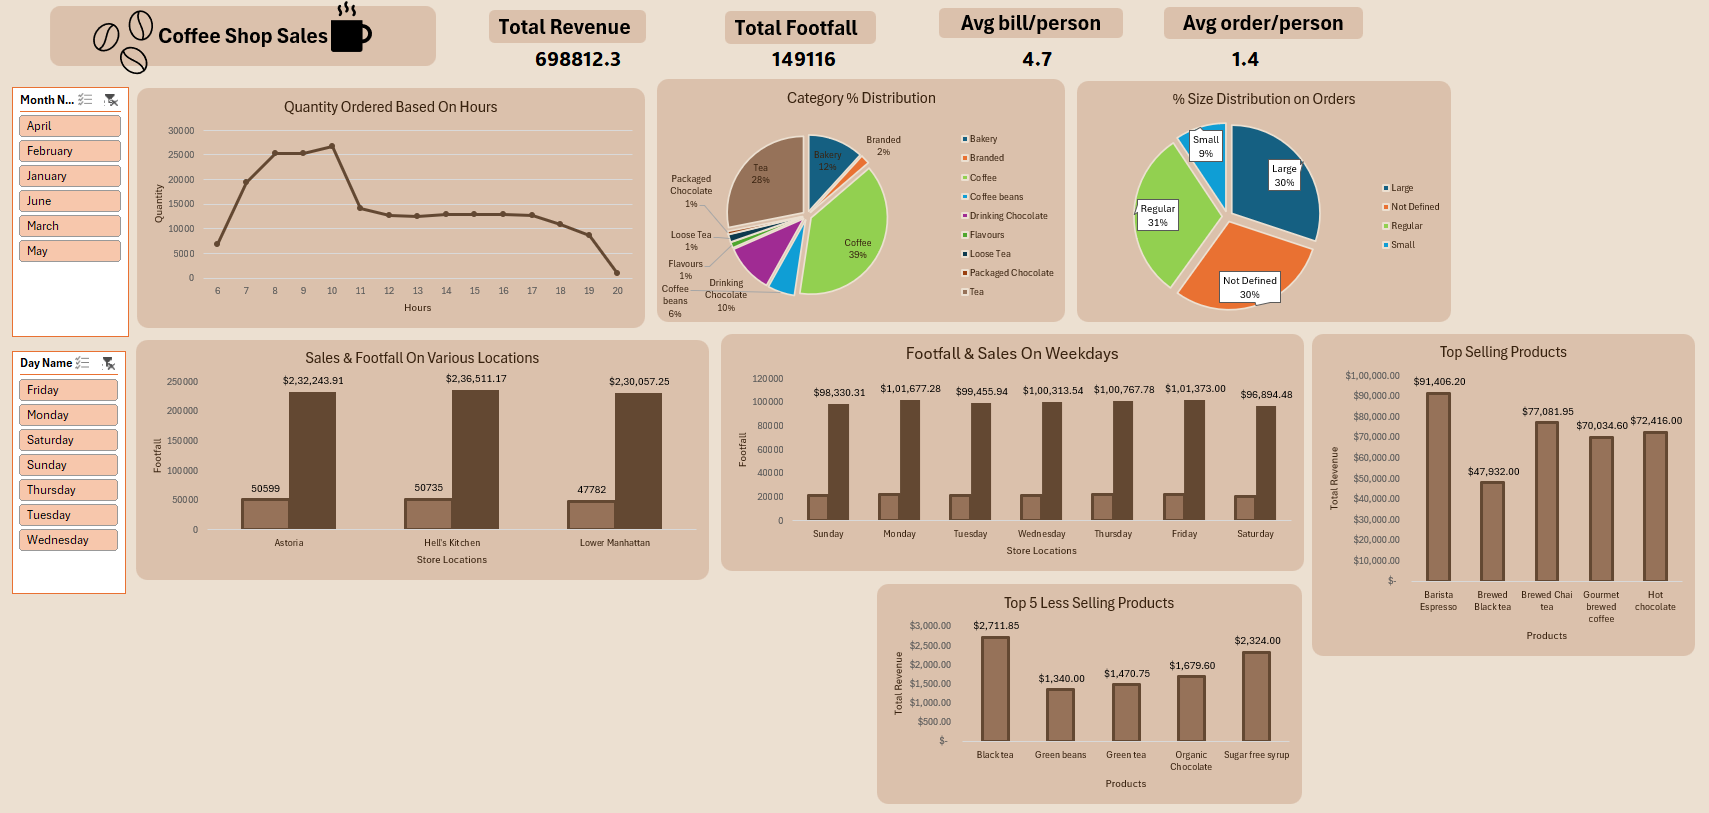 Coffee Shop Sales
Total Revenue
698812.3
Total Footfall
149116
Avg bill/person
4.7
Avg order/person
1.4
Month N...
April
February
January
June
March
May
Day Name
Friday
Monday
Saturday
Sunday
Thursday
Tuesday
Wednesday
Quantity Ordered Based On Hours
Quantity
30000
25000
20000
15000
10000
5000
0
6 7 8 9 10 11 12 13 14 15 16 17 18 19 20
Hours
Category % Distribution
Bakery
12%
Branded
2%
Coffee
39%
Coffee
beans
6%
Drinking
Chocolate
10%
Flavours
1%
Loose Tea
1%
Packaged
Chocolate
1%
Tea
28%
Bakery
Branded
Coffee
Coffee beans
Drinking Chocolate
Flavours
Loose Tea
Packaged Chocolate
Tea
% Size Distribution on Orders
Small
9%
Large
30%
Regular
31%
Not Defined
30%
Large
Not Defined
Regular
Small
Sales & Footfall On Various Locations
Footfall
250000
200000
150000
100000
50000
0
$2,32,243.91 $2,36,511.17 $2,30,057.25
50599 50735 47782
Astoria Hell's Kitchen Lower Manhattan
Store Locations
Footfall & Sales On Weekdays
Footfall
120000
100000
80000
60000
40000
20000
0
$98,330.31 $1,01,677.28 $99,455.94 $1,00,313.54 $1,00,767.78 $1,01,373.00 $96,894.48
Sunday Monday Tuesday Wednesday Thursday Friday Saturday
Store Locations
Top Selling Products
Total Revenue
$1,00,000.00
$90,000.00
$80,000.00
$70,000.00
$60,000.00
$50,000.00
$40,000.00
$30,000.00
$20,000.00
$10,000.00
$-
$91,406.20 $47,932.00 $77,081.95 $70,034.60 $72,416.00
Barista
Espresso
Brewed
Black tea
Brewed Chai
tea
Gourmet
brewed
coffee
Hot
chocolate
Products
Top 5 Less Selling Products
Total Revenue
$3,000.00
$2,500.00
$2,000.00
$1,500.00
$1,000.00
$500.00
$-
$2,711.85 $1,340.00 $1,470.75 $1,679.60 $2,324.00
Black tea
Green beans
Green tea
Organic
Chocolate
Sugar free syrup
Products